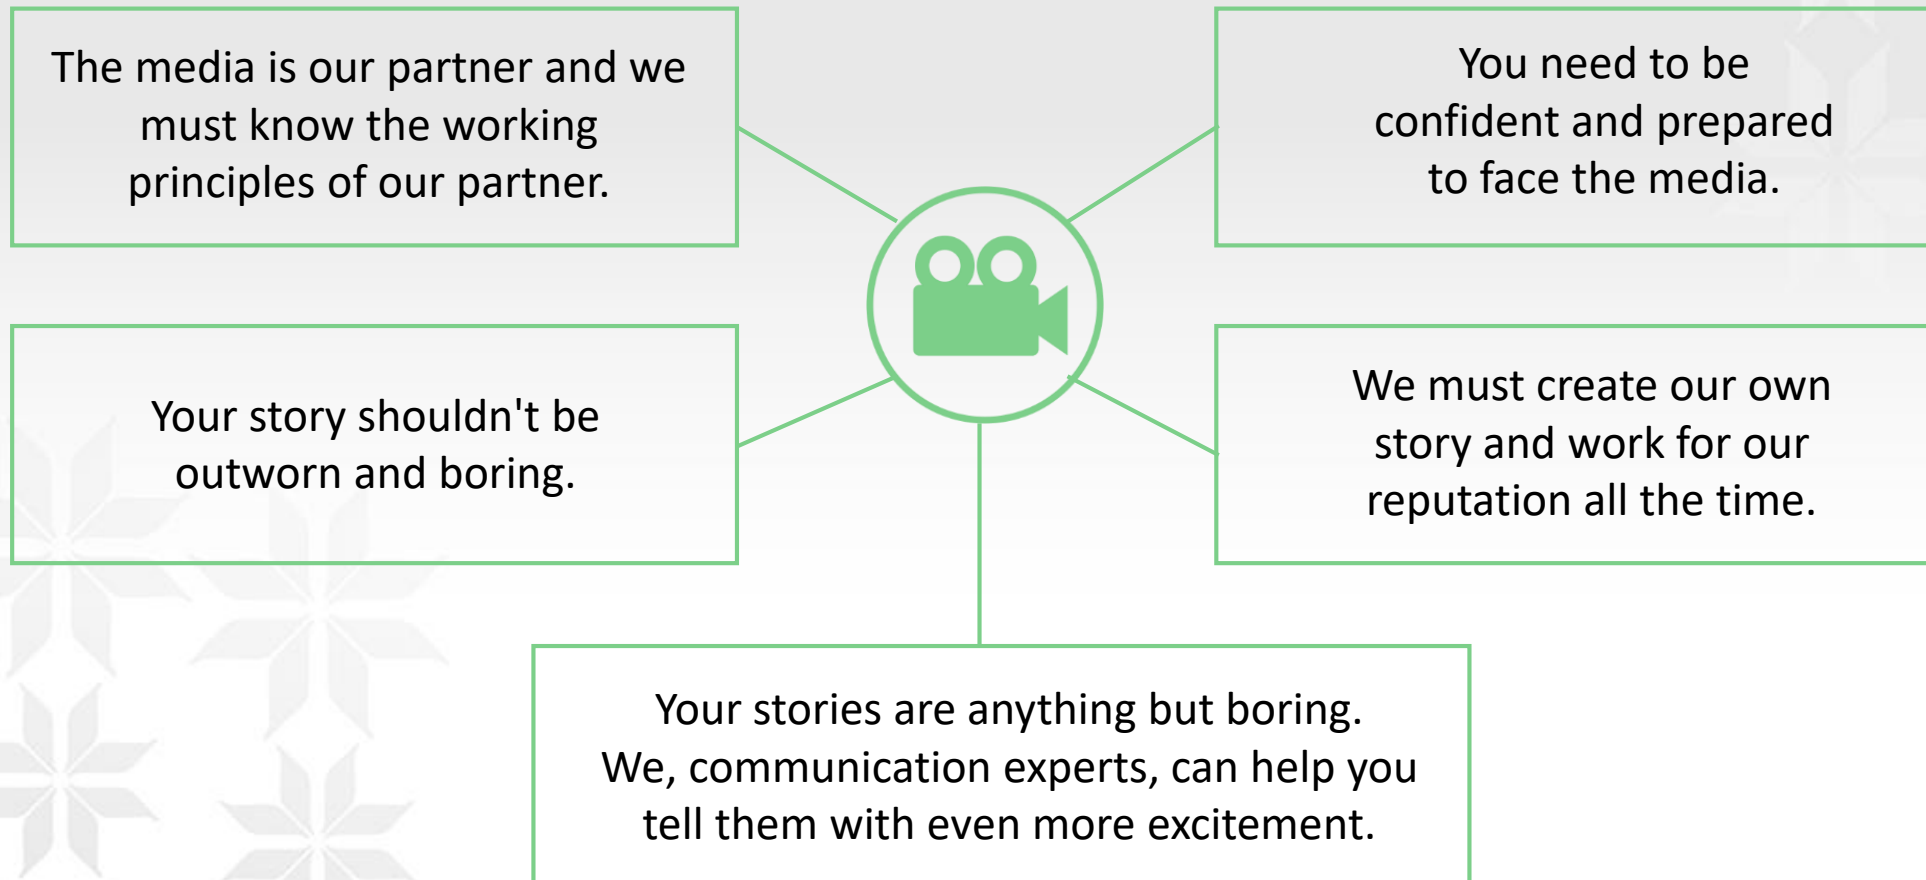 The media is our partner and we
must know the working
principles of our partner.
You need to be
confident and prepared
to face the media.
Your story shouldn't be
outworn and boring.
We must create our own
story and work for our
reputation all the time.
Your stories are anything but boring.
We, communication experts, can help you
tell them with even more excitement.